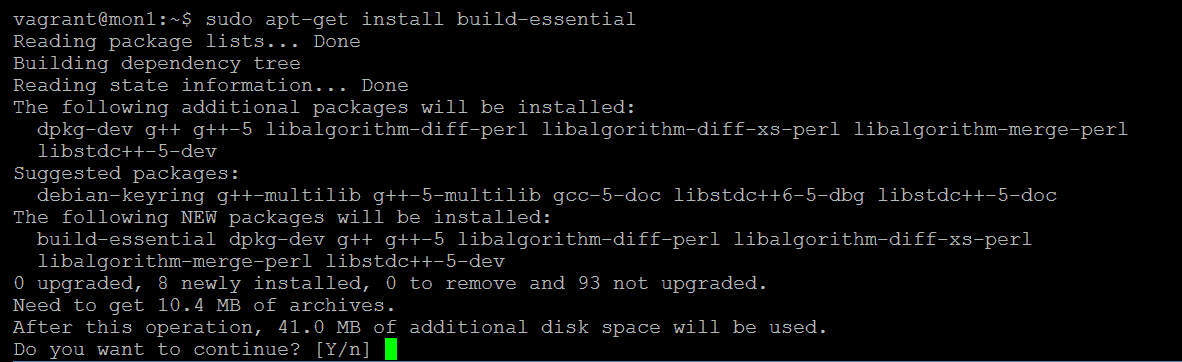 vagrant@mon1:~$ sudo apt-get install build-essential
Reading package lists... Done
Building dependency tree
Reading state information... Done
The following additional packages will be installed:
  dpkg-dev g++ g++-5 libalgorithm-diff-perl libalgorithm-diff-xs-perl libalgorithm-merge-perl
  libstdc++-5-dev
Suggested packages:
  debian-keyring g++-multilib g++-5-multilib gcc-5-doc libstdc++6-5-dbg libstdc++-5-doc
The following NEW packages will be installed:
  build-essential dpkg-dev g++ g++-5 libalgorithm-diff-perl libalgorithm-diff-xs-perl
  libalgorithm-merge-perl libstdc++-5-dev
0 upgraded, 8 newly installed, 0 to remove and 93 not upgraded.
Need to get 10.4 MB of archives.
After this operation, 41.0 MB of additional disk space will be used.
Do you want to continue? [Y/n]